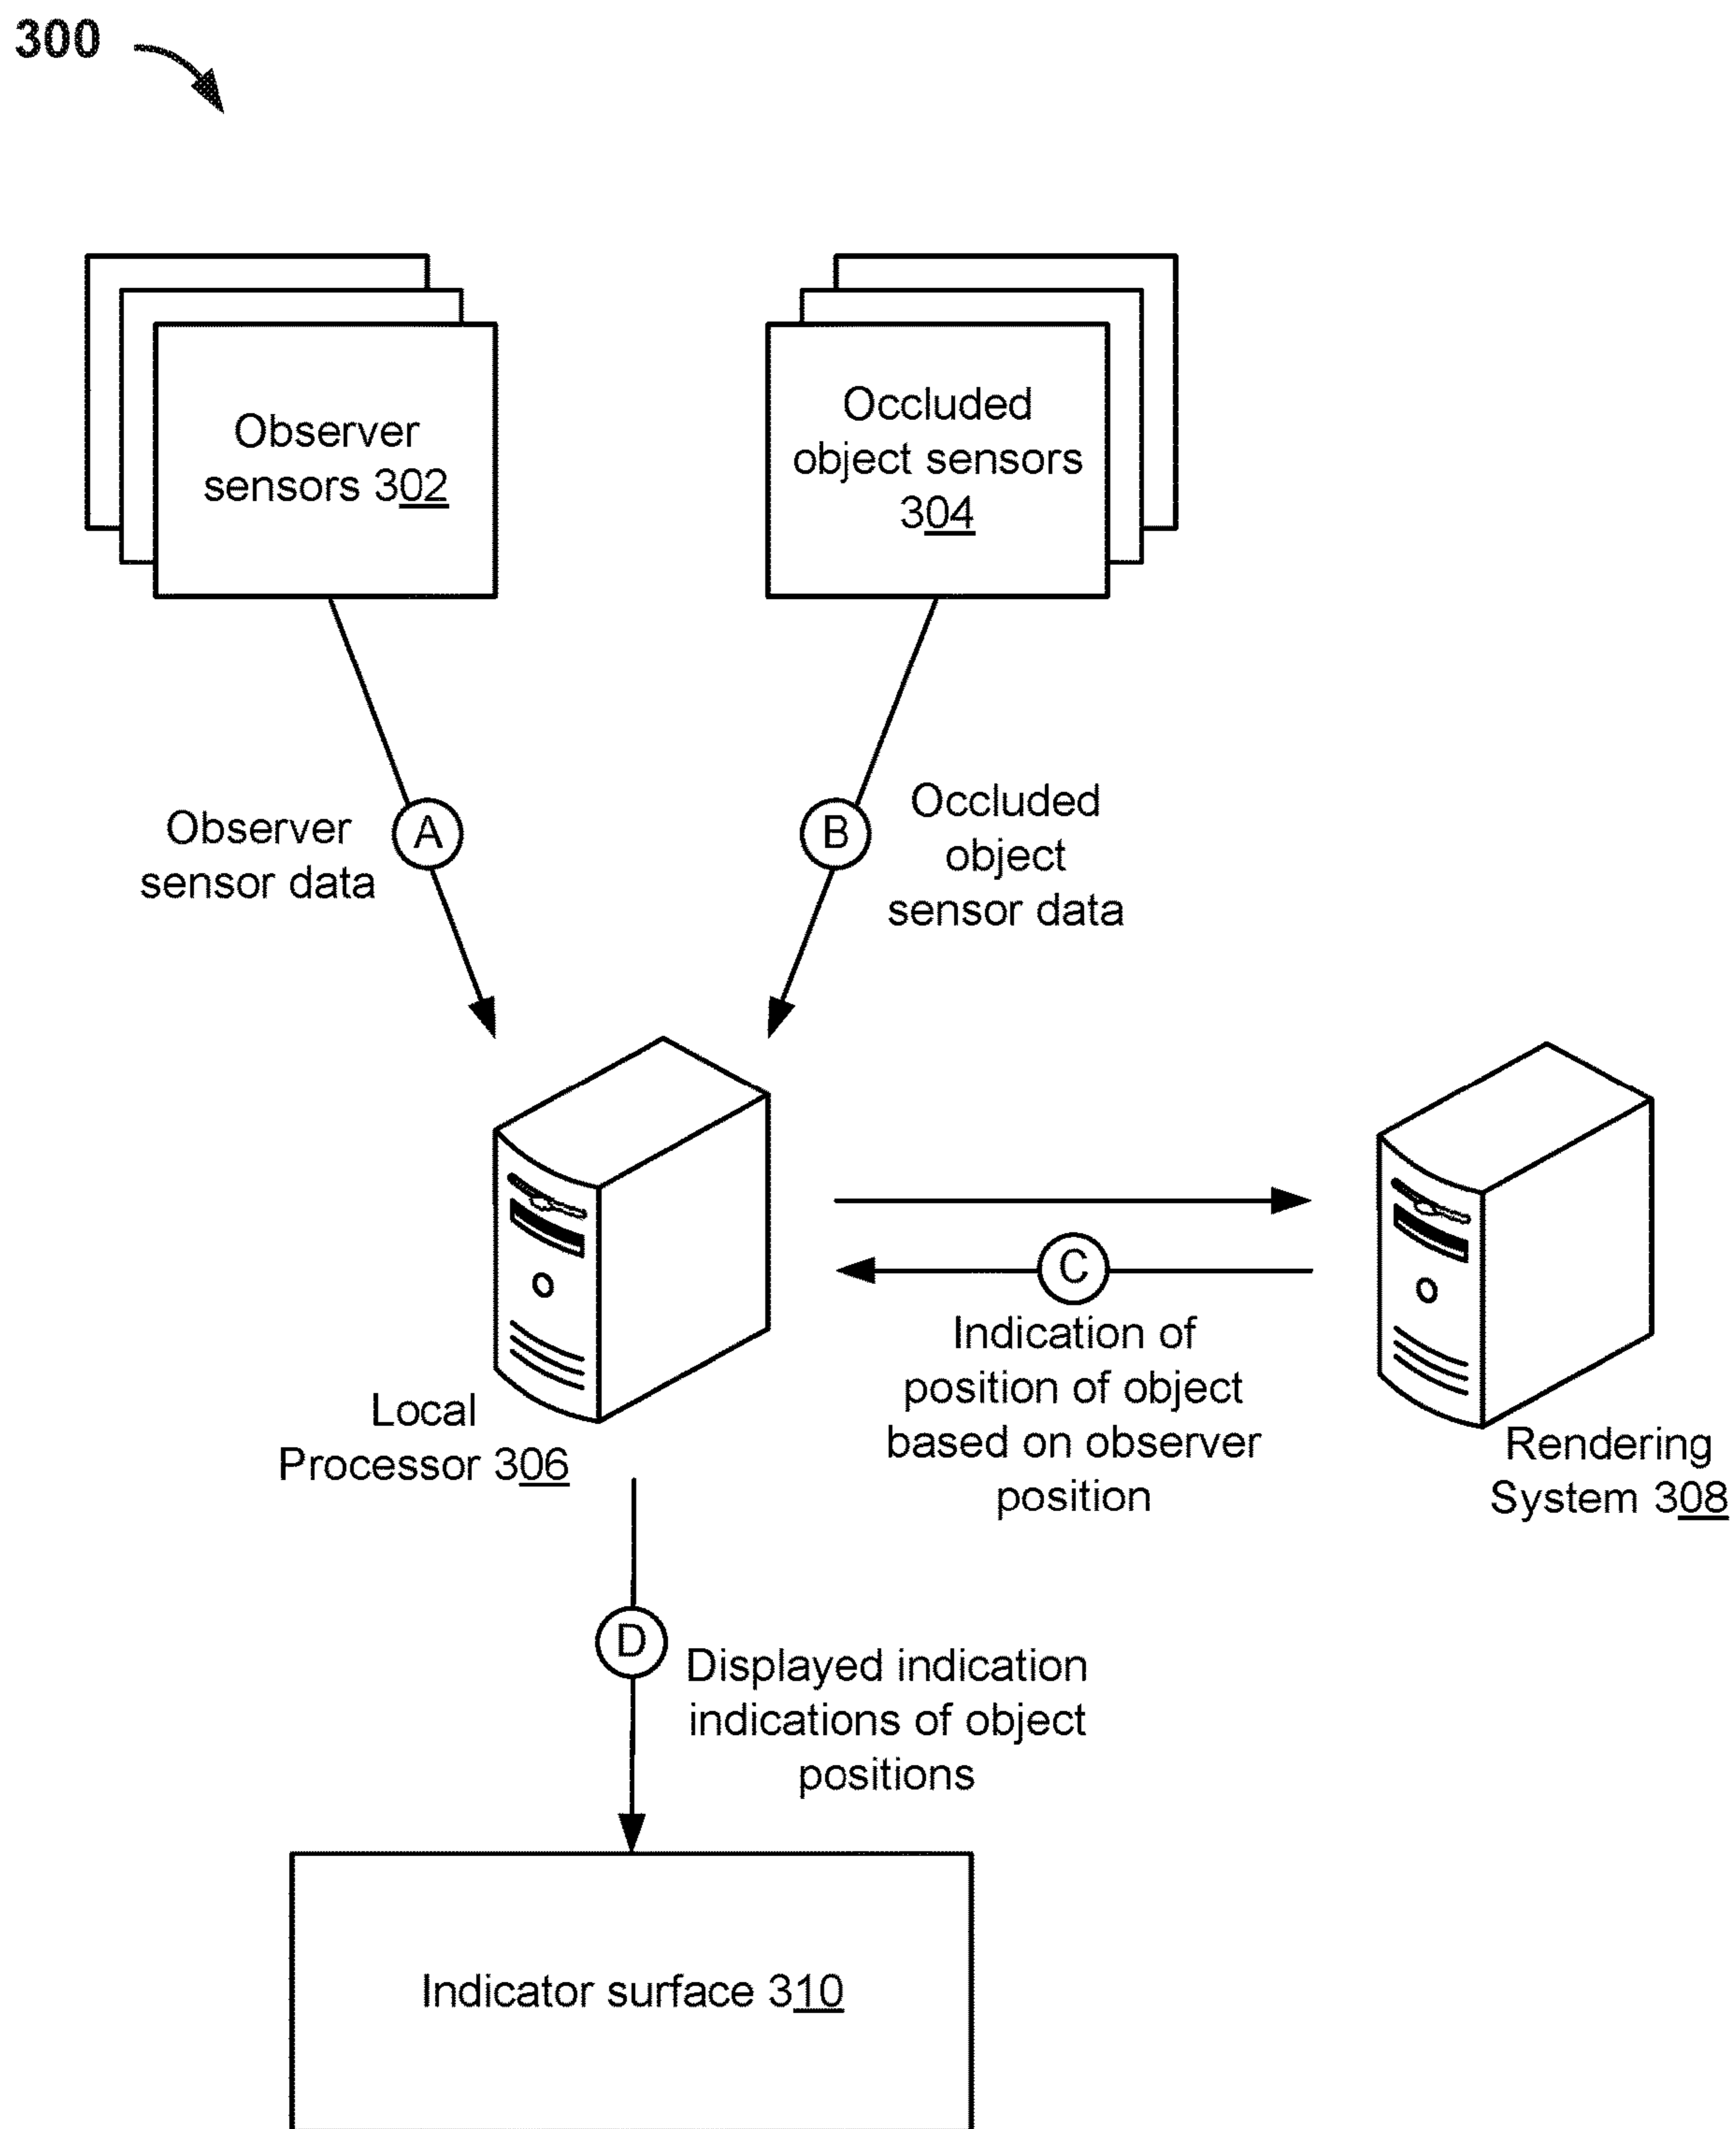 300
Observer
sensors 302
Occluded
object sensors
304
Observer
sensor data
A
B
Occluded
object
sensor data
C
Indication of
position of object
based on observer
position
Local
Processor 306
Rendering
System 308
D
Displayed indication
indications of object
positions
Indicator surface 310